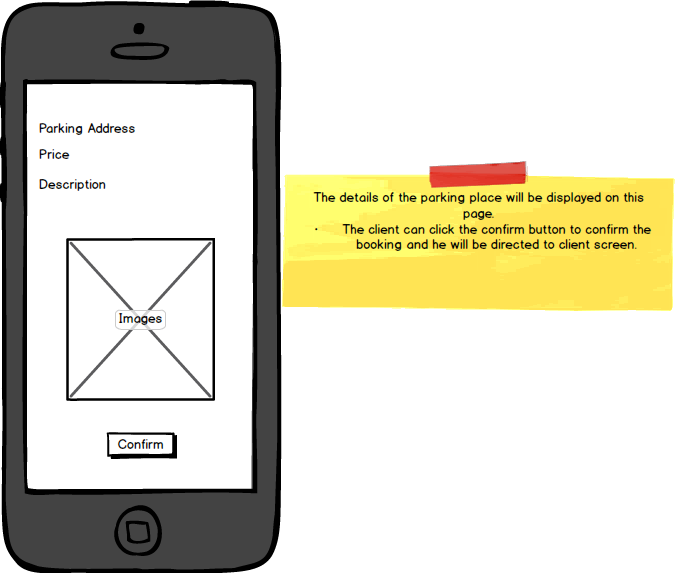 Parking Address
Price
Description
Images
Confirm
The details of the parking place will be displayed on this
page.
· The client can click the confirm button to confirm the
booking and he will be directed to client screen.